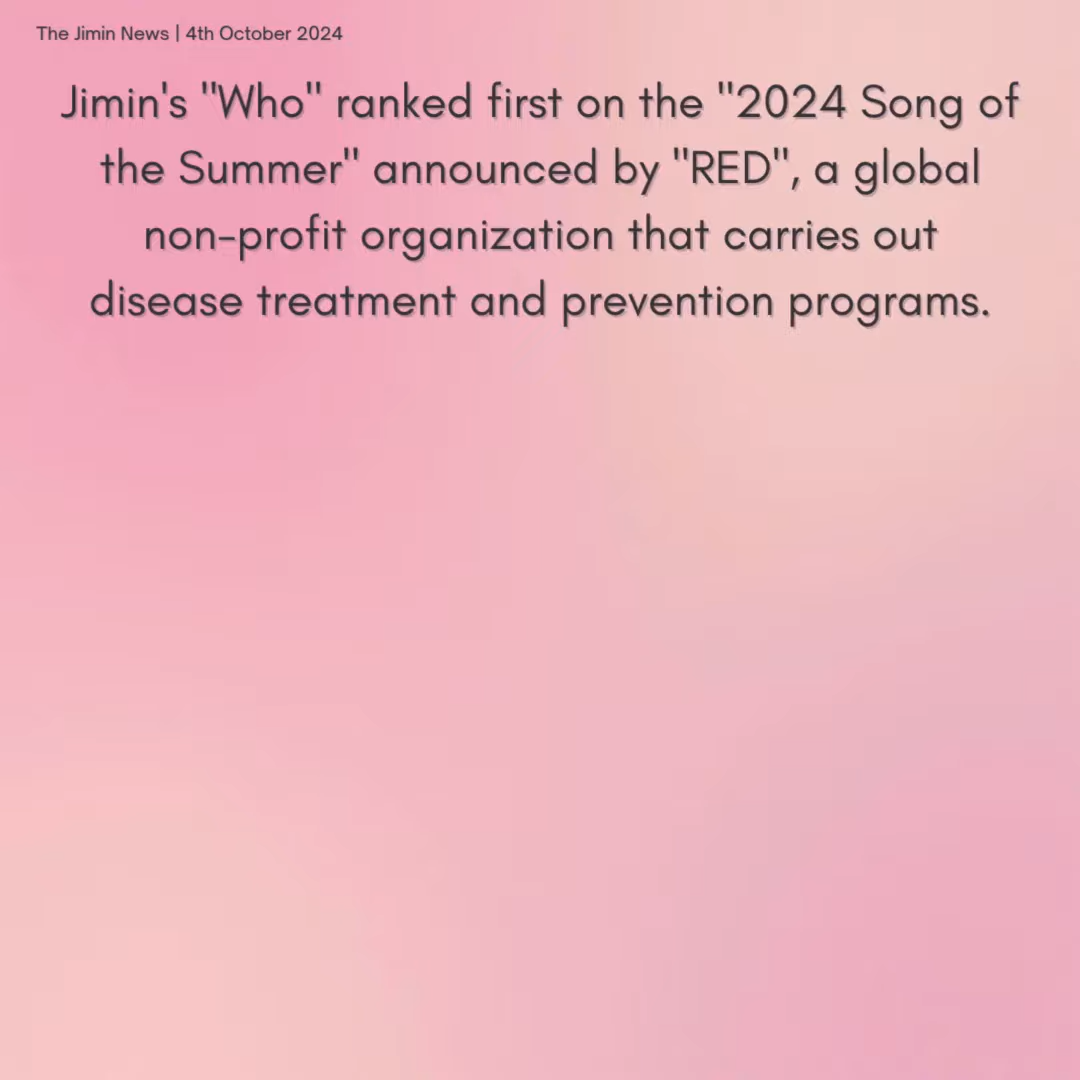 The Jimin News | 4th October 2024
Jimin's "Who" ranked first on the "2024 Song of
the Summer" announced by "RED", a global
non-profit organization that carries out
disease treatment and prevention programs.